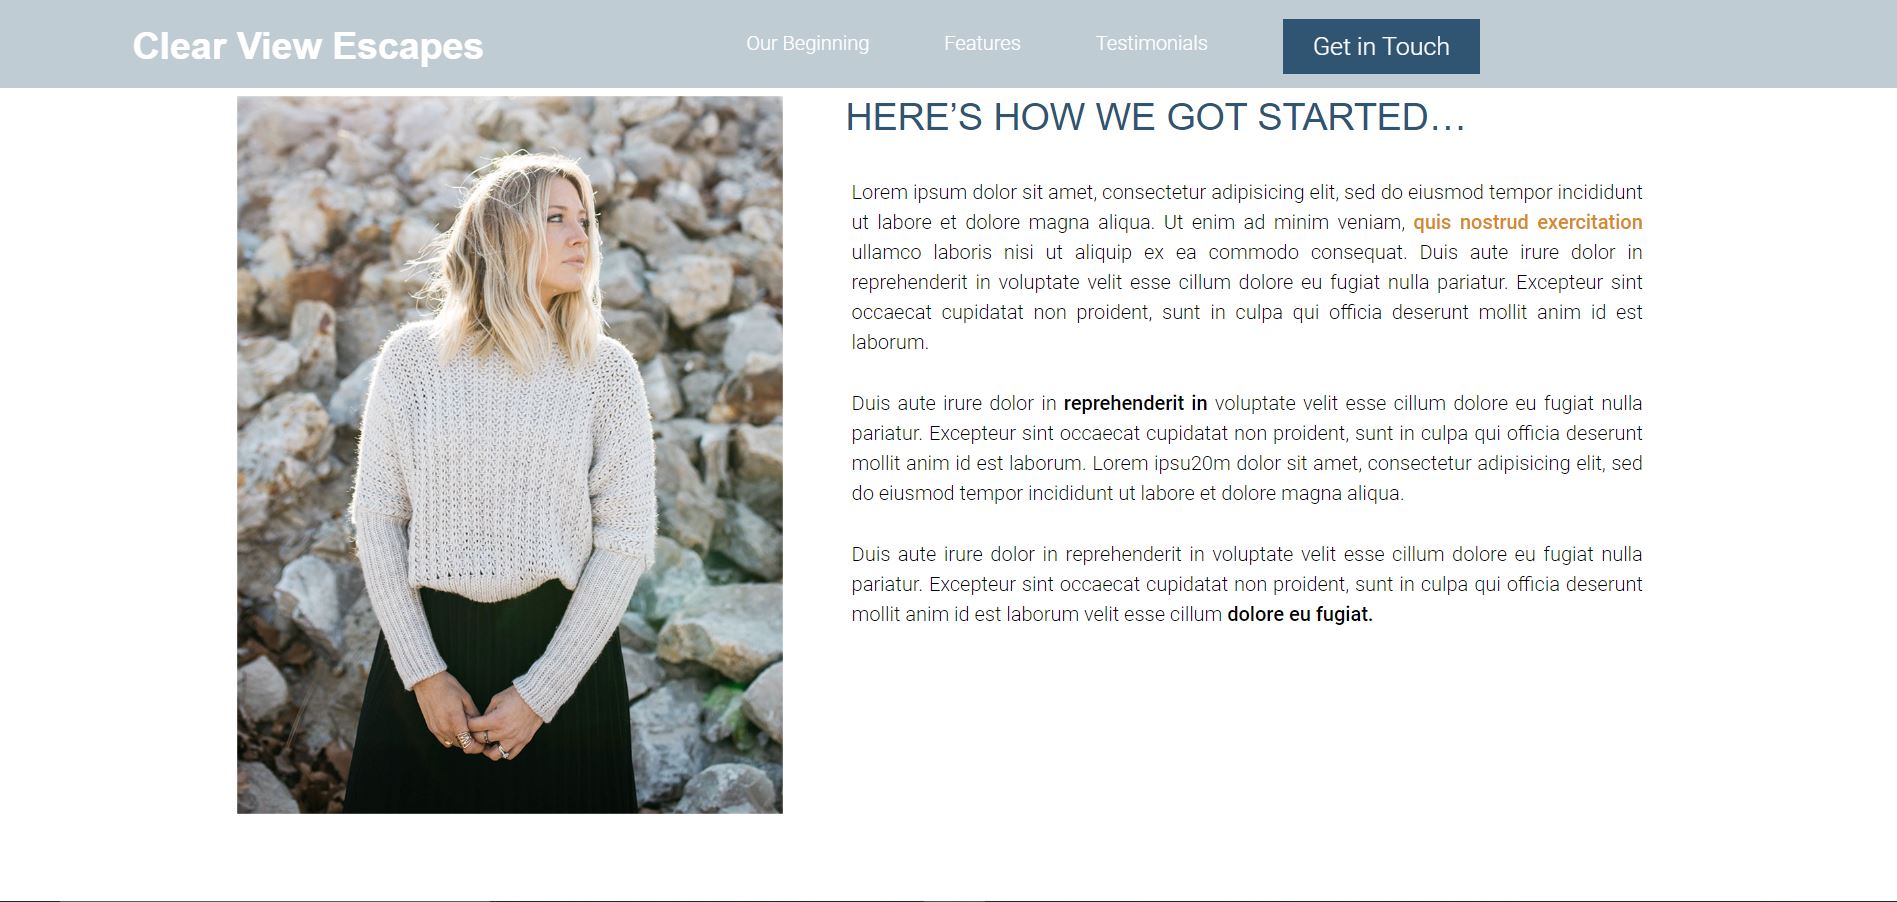 Clear View Escapes
Our Beginning
Features
Testimonials
Get in Touch
HERE’S HOW WE GOT STARTED…
Lorem ipsum dolor sit amet, consectetur adipisicing elit, sed do eiusmod tempor incididunt
ut labore et dolore magna aliqua. Ut enim ad minim veniam, quis nostrud exercitation
ullamco laboris nisi ut aliquip ex ea commodo consequat. Duis aute irure dolor in
reprehenderit in voluptate velit esse cillum dolore eu fugiat nulla pariatur. Excepteur sint
occaecat cupidatat non proident, sunt in culpa qui officia deserunt mollit anim id est
laborum.
Duis aute irure dolor in reprehenderit in voluptate velit esse cillum dolore eu fugiat nulla
pariatur. Excepteur sint occaecat cupidatat non proident, sunt in culpa qui officia deserunt
mollit anim id est laborum. Lorem ipsu20m dolor sit amet, consectetur adipisicing elit, sed
do eiusmod tempor incididunt ut labore et dolore magna aliqua.
Duis aute irure dolor in reprehenderit in voluptate velit esse cillum dolore eu fugiat nulla
pariatur. Excepteur sint occaecat cupidatat non proident, sunt in culpa qui officia deserunt
mollit anim id est laborum velit esse cillum dolore eu fugiat.